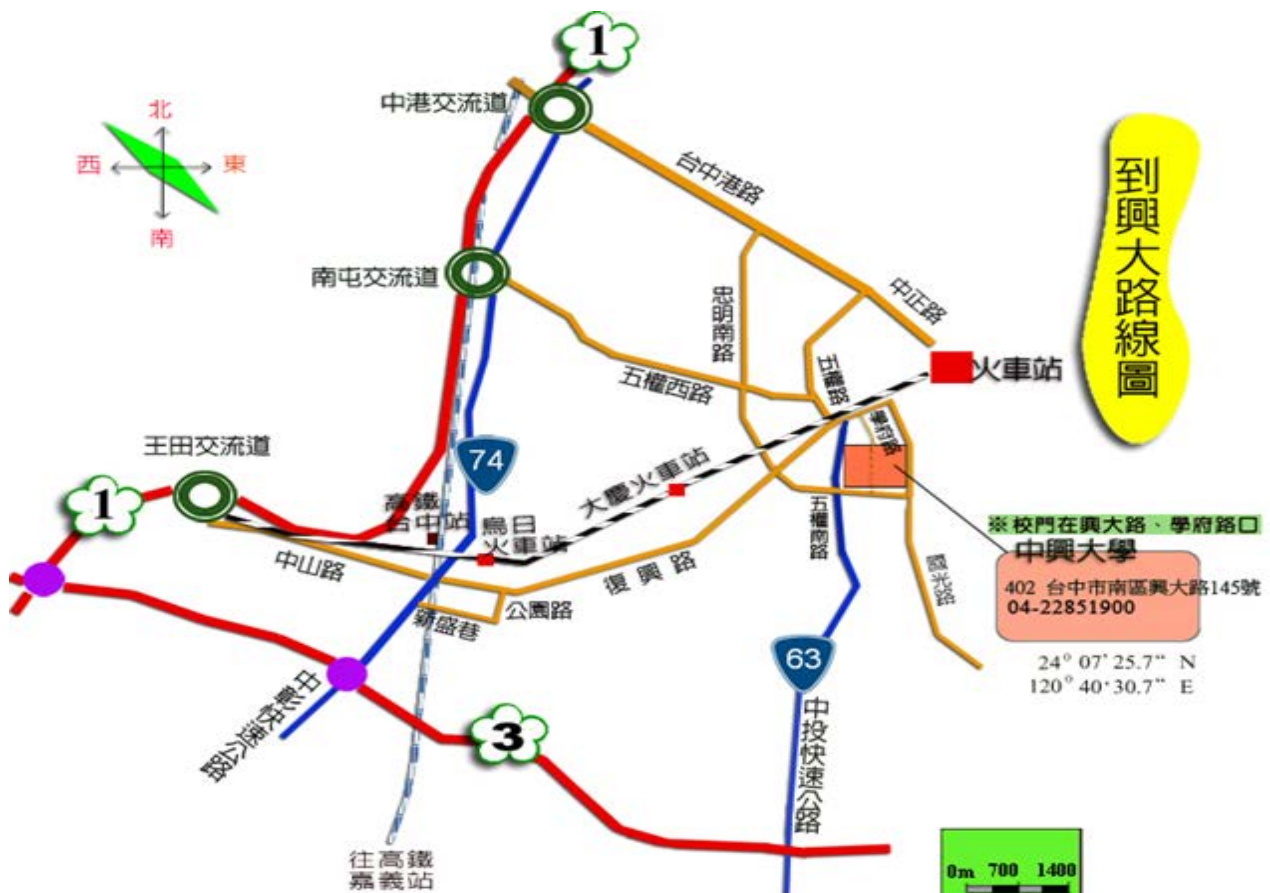 1
中港交流道
北
西
東
南
台中港路
到興大路線圖
南屯交流道
忠明南路
中正路
五權西路
五權路
火車站
學府路
王田交流道
74
大慶火車站
1
高鐵
台中站
烏日
火車站
五權南路
※校門在興大路、學府路口
中興大學
402 台中市南區興大路145號
04-22851900
中山路
復興路
國光路
公園路
新盛巷
63
24° 07' 25.7" N
120° 40' 30.7" E
中彰快速公路
3
中投快速公路
往高鐵
嘉義站
0m 700 1400